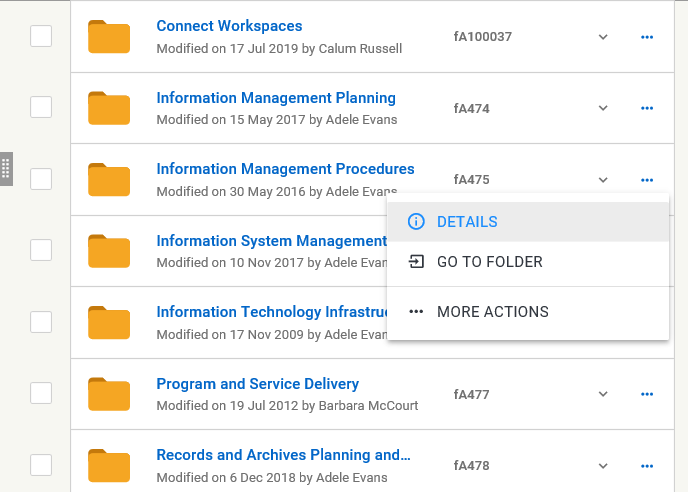 Connect Workspaces
Modified on 17 Jul 2019 by Calum Russell
fA100037
Information Management Planning
Modified on 15 May 2017 by Adele Evans
fA474
Information Management Procedures
Modified on 30 May 2016 by Adele Evans
fA475
DETAILS
GO TO FOLDER
MORE ACTIONS
Information System Management
Modified on 10 Nov 2017 by Adele
Information Technology
Modified on 17 Nov 2009 by Adele
Program and Service Delivery
Modified on 19 Jul 2012 by Barbara McCourt
fA477
Records and Archives Planning and...
Modified on 6 Dec 2018 by Adele Evans
fA478